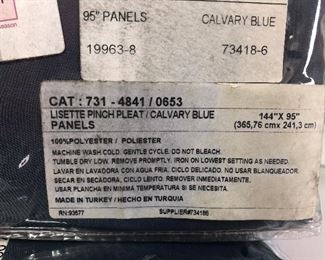 eason
95" PANELS CALVARY BLUE
19963-8 73418-6
CAT : 731 - 4841 / 0653
LISETTE PINCH PLEAT / CALVARY BLUE 144"X 95"
PANELS (365,76 cmx 241,3 cm)
100%POLYESTER / POLIESTER
MACHINE WASH COLD. GENTLE CYCLE. DO NOT BLEACH.
TUMBLE DRY LOW. REMOVE PROMPTLY. IRON ON LOWEST SETTING AS NEEDED.
LAVAR EN LAVADORA CON AGUA FRIA. CICLO DELICADO. NO USAR BLANQUEADOR.
SECAR EN SECADORA, CICLO LENTO. REMOVER INMEDIATAMENTE.
USAR PLANCHA EN MINIMA TEMPERATURA SI SE NECESITA.
MADE IN TURKEY / HECHO EN TURQUIA
RN:93677 SUPPLIER#734186